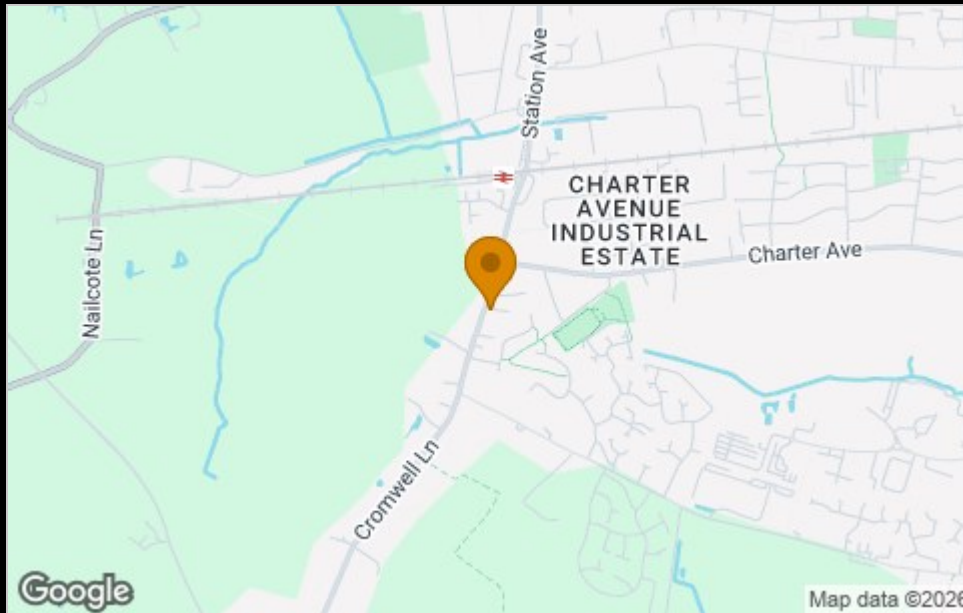 Station Ave
CHARTER
AVENUE
INDUSTRIAL
ESTATE
Charter Ave
Nailcote Ln
Cromwell Ln
Google
Map data ©2026